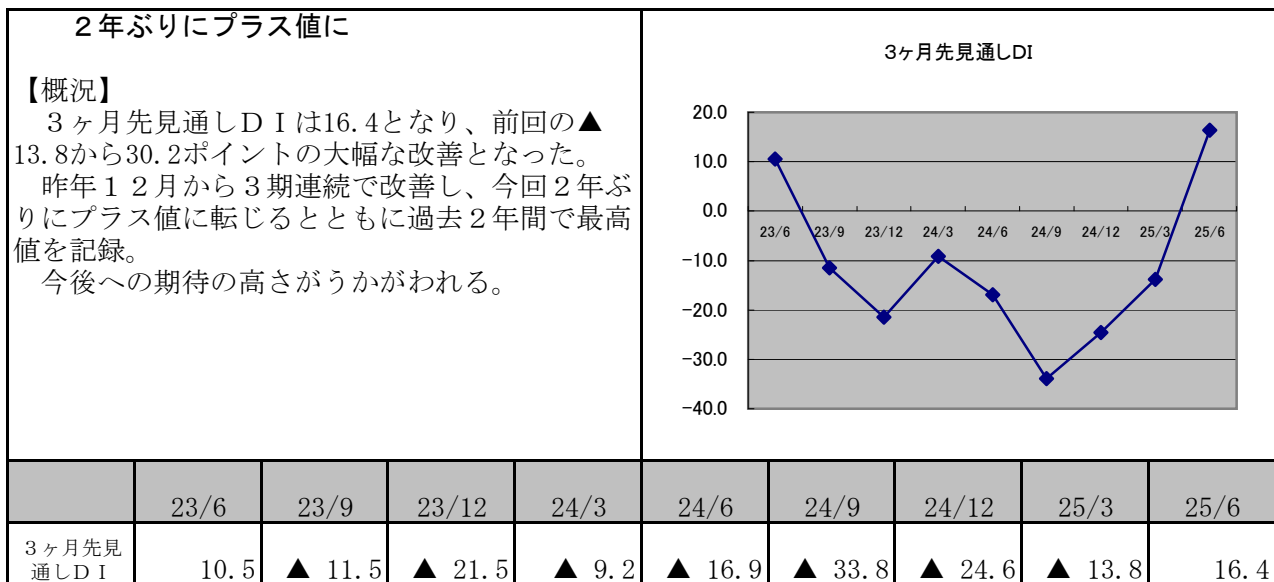 ２年ぶりにプラス値に
【概況】
３ヶ月先見通しＤＩは16.4となり、前回の▲
13.8から30.2ポイントの大幅な改善となった。
昨年１２月から３期連続で改善し、今回２年ぶ
りにプラス値に転じるとともに過去２年間で最高
値を記録。
今後への期待の高さがうかがわれる。
3ヶ月先見通しDI
20.0
10.0
0.0
-10.0
-20.0
-30.0
-40.0
23/6 23/9 23/12 24/3 24/6 24/9 24/12 25/3 25/6
23/6 23/9 23/12 24/3 24/6 24/9 24/12 25/3 25/6
３ヶ月先見
通しＤＩ 10.5 ▲ 11.5 ▲ 21.5 ▲ 9.2 ▲ 16.9 ▲ 33.8 ▲ 24.6 ▲ 13.8 16.4